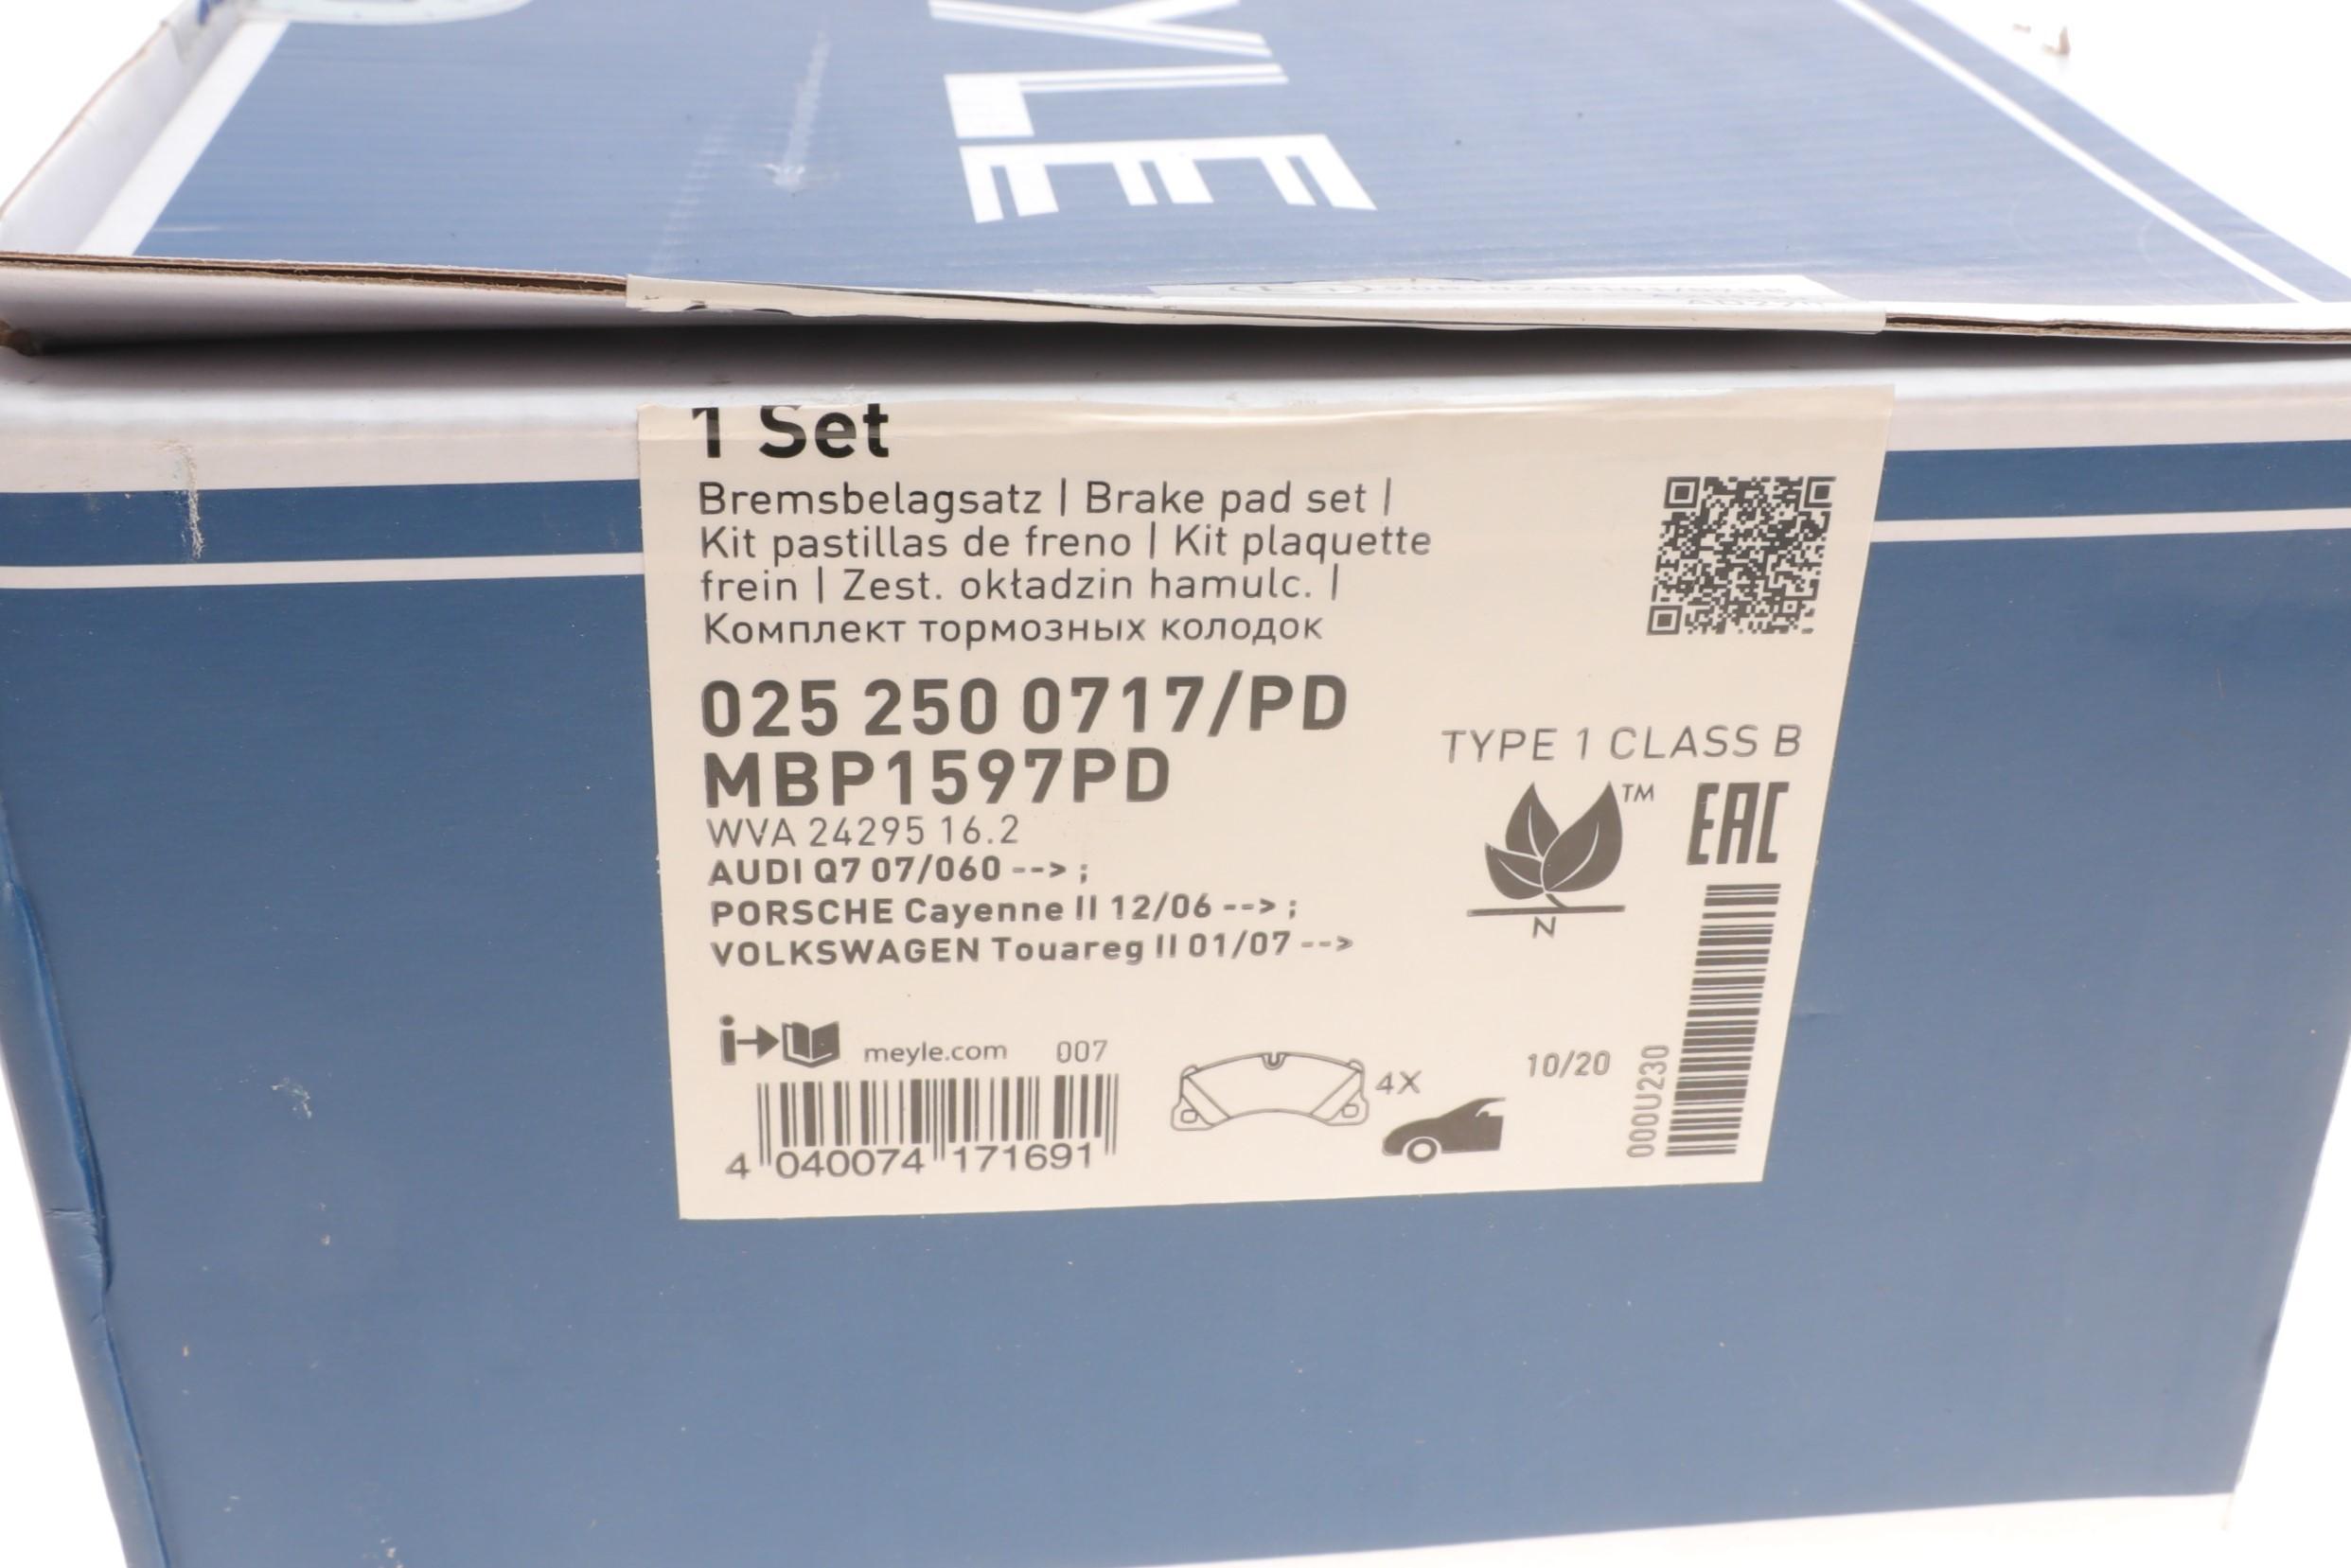 YLE
1 Set
Bremsbelagsatz | Brake pad set |
Kit pastillas de freno | Kit plaquette
frein | Zest. okładzin hamulc. |
Комплект тормозных колодок
025 250 0717/PD
MBP1597PD
WVA 24295 16.2
AUDI Q7 07/060 --> ;
PORSCHE Cayenne II 12/06 --> ;
VOLKSWAGEN Touareg II 01/07 -->
TYPE 1 CLASS B
TM
EAC
N
i
meyle.com 007
4X
10/20
000U230
4 040074 171691